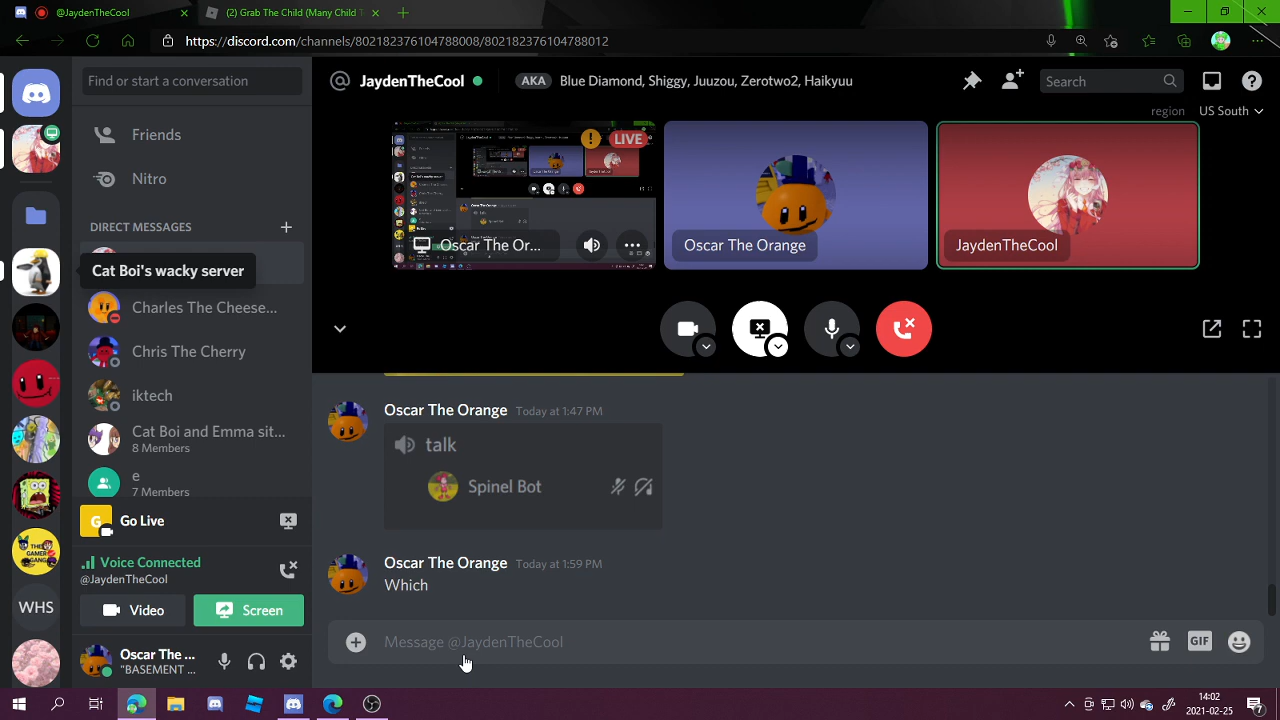 @JaydenTheCool
(2) Grab The Child (Many Child T
https://discord.com/channels/802182376104788008/802182376104788012
Find or start a conversation
JaydenTheCool
AKA
Blue Diamond, Shiggy, Juuzou, Zerotwo2, Haikyuu
Search
region US South
Friends
Nitro
DIRECT MESSAGES
Cat Boi's wacky server
Charles The Cheese...
Chris The Cherry
iktech
Cat Boi and Emma sit...
8 Members
e
7 Members
LIVE
Oscar The Or...
Oscar The Orange
JaydenTheCool
Oscar The Orange Today at 1:47 PM
talk
Spinel Bot
Oscar The Orange Today at 1:59 PM
Which
Message @JaydenTheCool
GIF
G
Go Live
Voice Connected
@JaydenTheCool
Video
Screen
Oscar The ...
"BASEMENT ...
THE GAMER GANG
WHS
14:02
2021-02-25